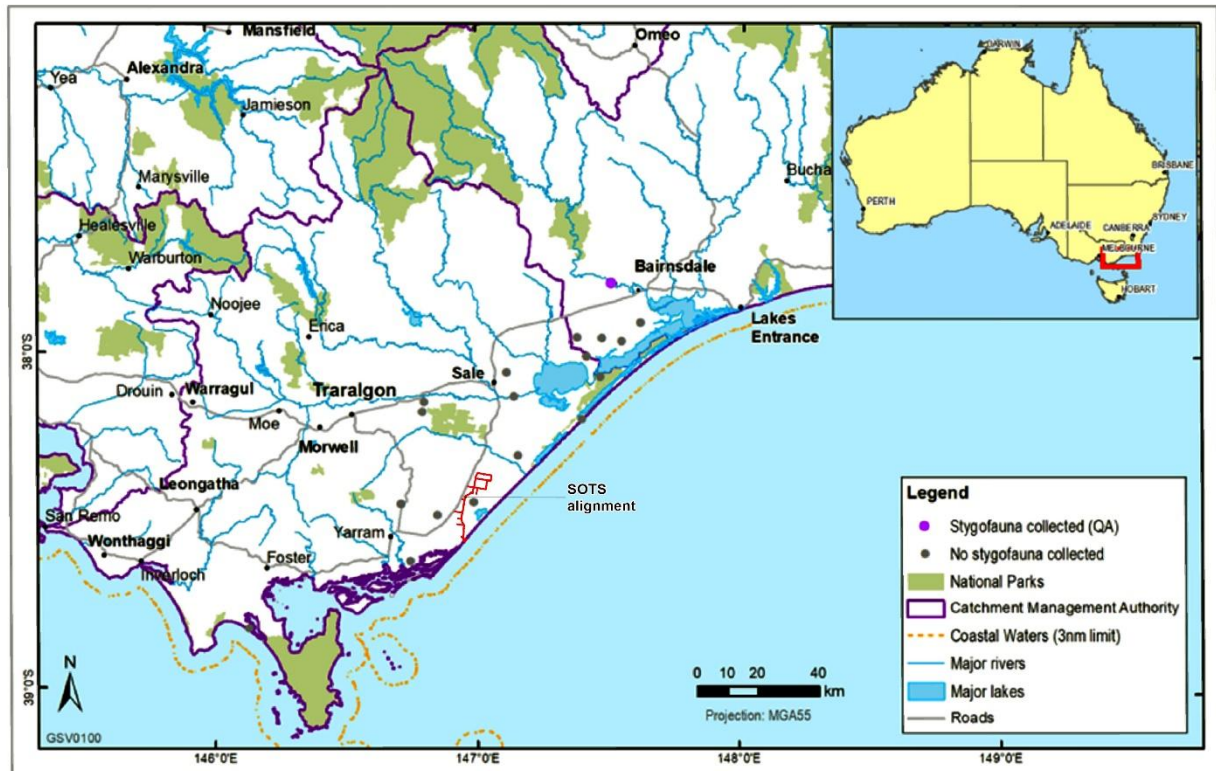 Mansfield
Omeo
Alexandra
Yea
Jamieson
Marysville
Bucha
Healesville
Warburton
Bairnsdale
Noojee
Erica
Lakes
Entrance
38°0'S
Sale
Drouin
Warragul
Traralgon
Moe
Morwell
Leongatha
SOTS
alignment
San Remo
Yarram
Wonthaggi
Foster
Inverloch
39°0'S
N
0 10 20 40
km
Projection: MGA55
GSV0100
146°0'E
147°0'E
148°0'E
149°0'E
DARWIN
BRISBANE
PERTH
ADELAIDE
SYDNEY
CANBERRA
MELBOURNE
HOBART
Legend
Stygofauna collected (QA)
No stygofauna collected
National Parks
Catchment Management Authority
Coastal Waters (3nm limit)
Major rivers
Major lakes
Roads